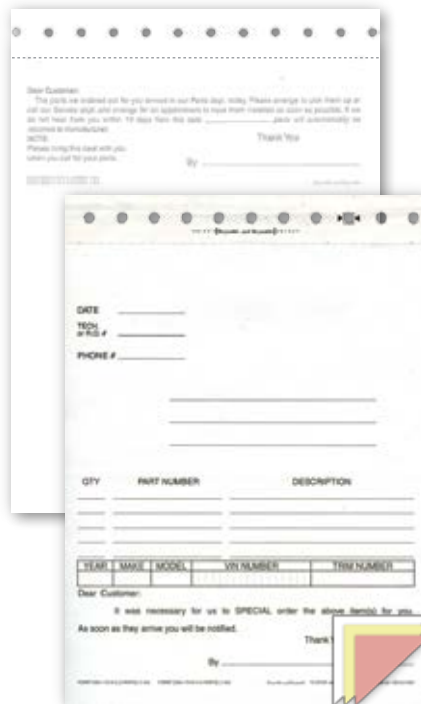 Dear Customer:
The parts we ordered out for you arrived in our Parts dept. today. Please arrange to pick them up or
call our Service dept. and arrange for an appointment to have them installed as soon as possible. If we
do not hear from you within 10 days from this date parts will automatically be
returned to manufacturer.
NOTE:
Please bring this card with you
when you call for your parts.
Thank You
By
DATE
TECH.
or R.O. #
PHONE #
QTY PART NUMBER DESCRIPTION
YEAR MAKE MODEL VIN NUMBER TRIM NUMBER
Dear Customer:
It was necessary for us to SPECIAL order the above item(s) for you.
As soon as they arrive you will be notified.
Thank
By